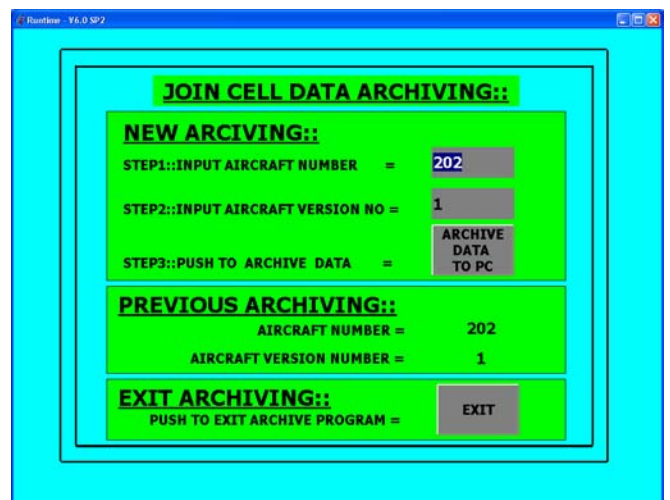 Runtime - V6.0 SP2
JOIN CELL DATA ARCHIVING::
NEW ARCIVING::
STEP1::INPUT AIRCRAFT NUMBER = 202
STEP2::INPUT AIRCRAFT VERSION NO = 1
STEP3::PUSH TO ARCHIVE DATA =
ARCHIVE
DATA
TO PC
PREVIOUS ARCHIVING::
AIRCRAFT NUMBER = 202
AIRCRAFT VERSION NUMBER = 1
EXIT ARCHIVING::
PUSH TO EXIT ARCHIVE PROGRAM =
EXIT